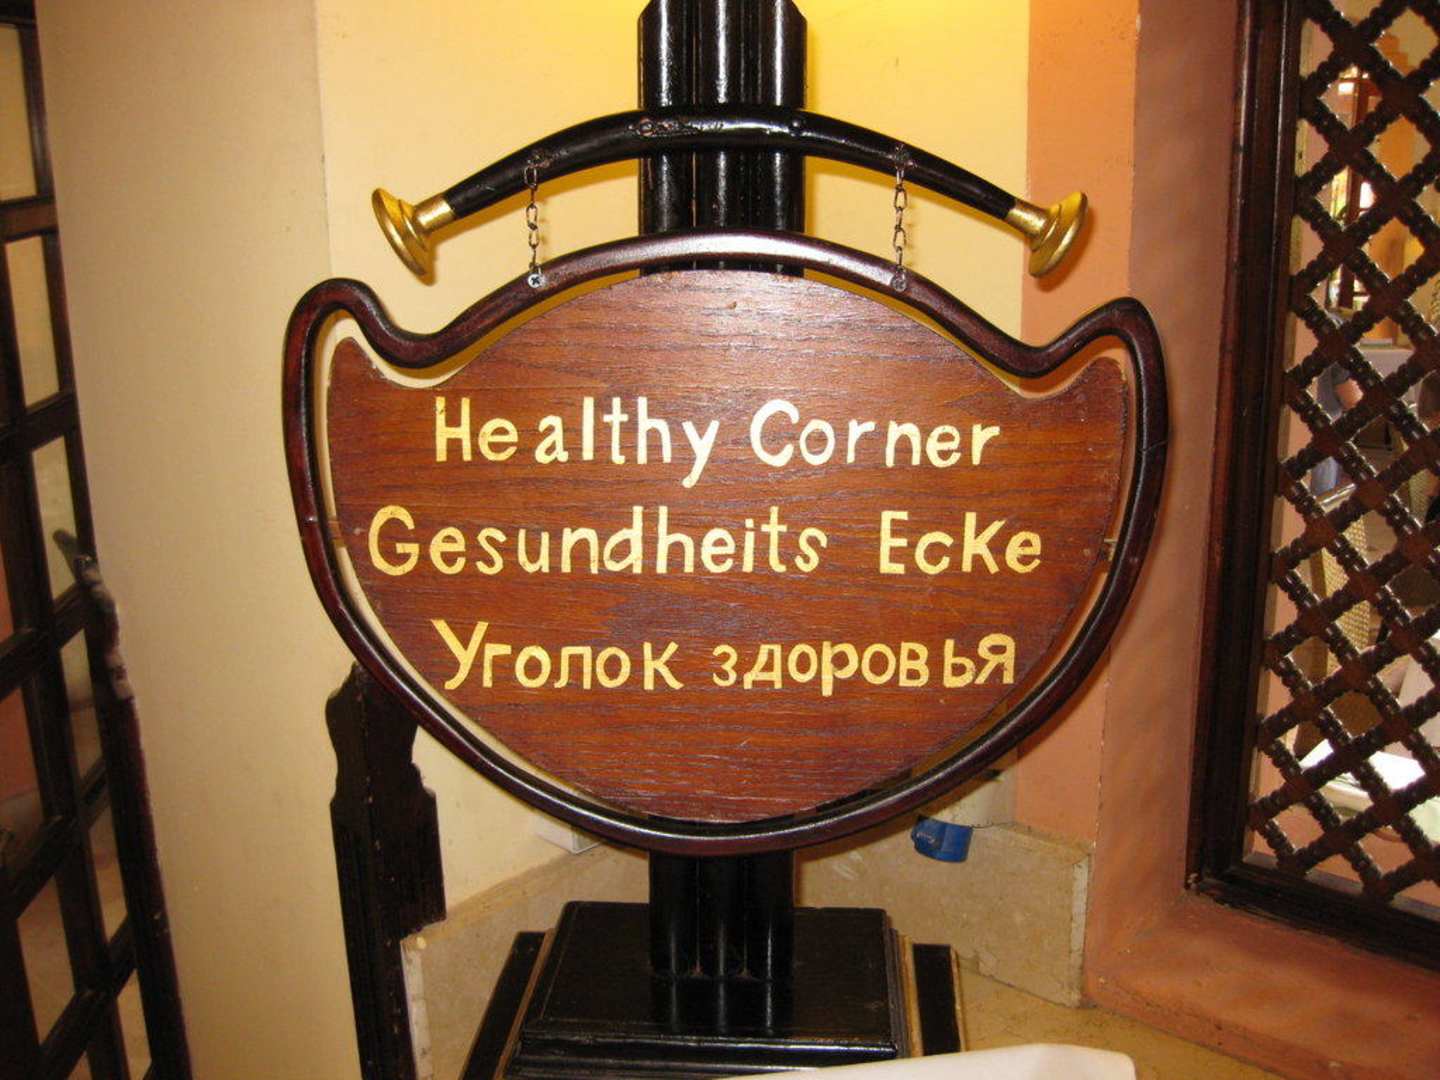 Healthy Corner
Gesundheits Ecke
Уголок здоровья